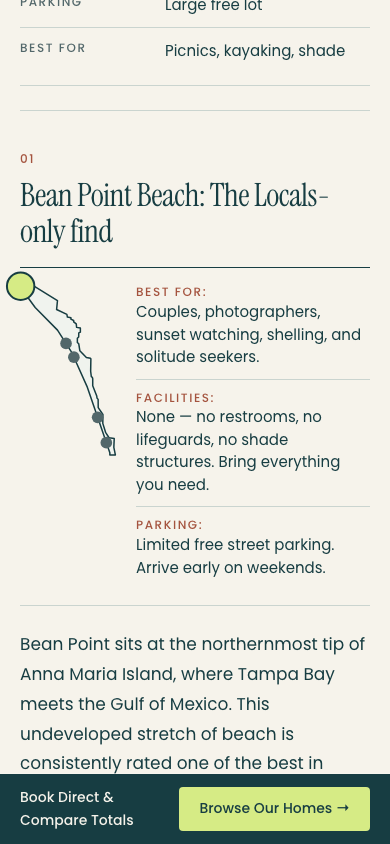 PARKING
Large free lot
BEST FOR
Picnics, kayaking, shade
01
Bean Point Beach: The Locals-
only find
BEST FOR:
Couples, photographers,
sunset watching, shelling, and
solitude seekers.
FACILITIES:
None — no restrooms, no
lifeguards, no shade
structures. Bring everything
you need.
PARKING:
Limited free street parking.
Arrive early on weekends.
Bean Point sits at the northernmost tip of
Anna Maria Island, where Tampa Bay
meets the Gulf of Mexico. This
undeveloped stretch of beach is
consistently rated one of the best in
Book Direct &
Compare Totals
Browse Our Homes →